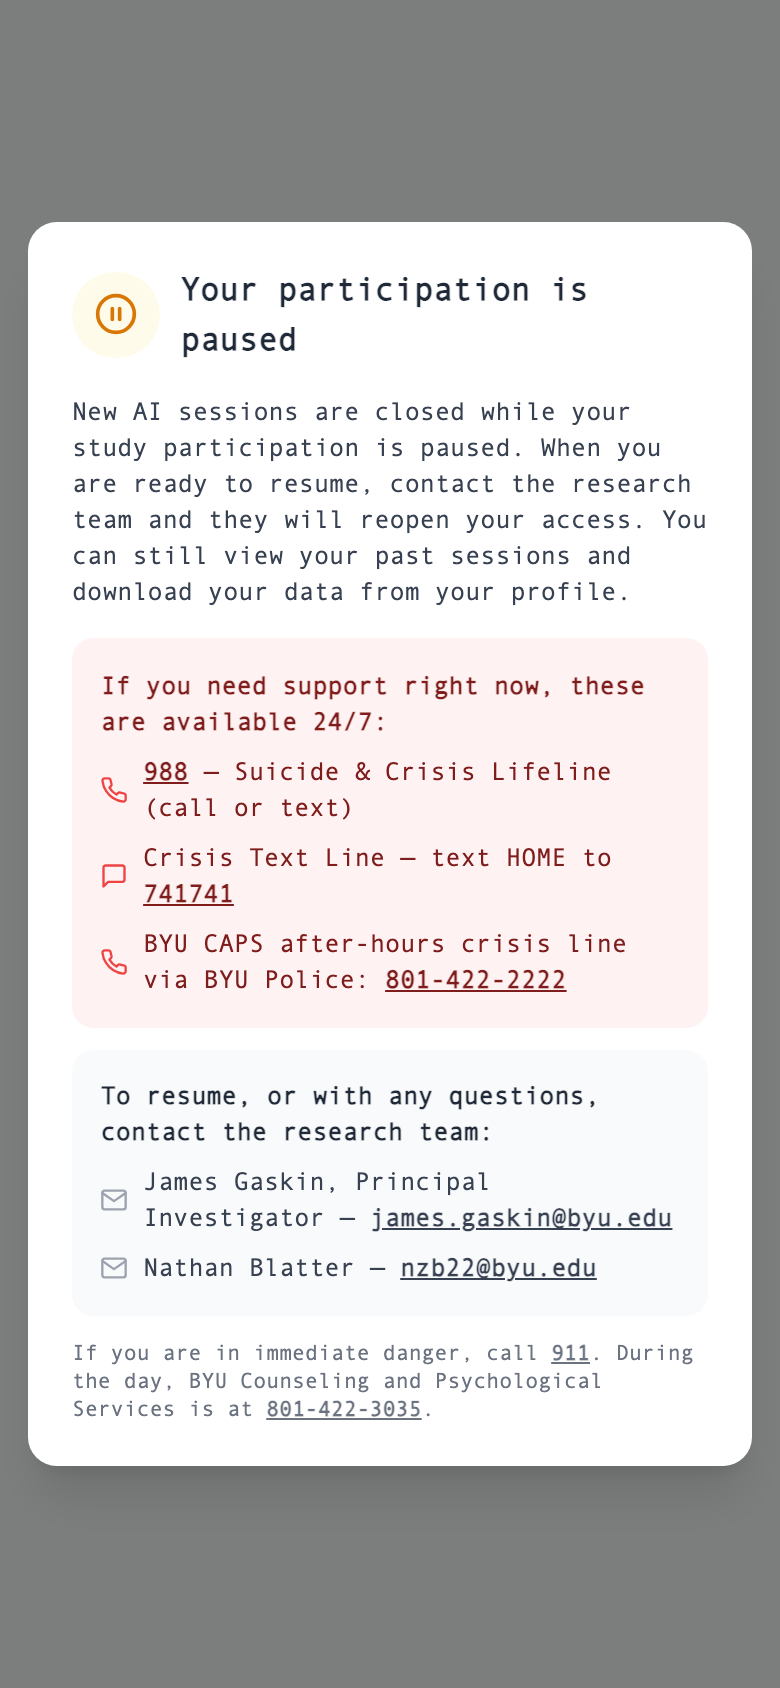 Your participation is
paused
New AI sessions are closed while your
study participation is paused. When you
are ready to resume, contact the research
team and they will reopen your access. You
can still view your past sessions and
download your data from your profile.
If you need support right now, these
are available 24/7:
988 — Suicide & Crisis Lifeline
(call or text)
Crisis Text Line — text HOME to
741741
BYU CAPS after-hours crisis line
via BYU Police: 801-422-2222
To resume, or with any questions,
contact the research team:
James Gaskin, Principal
Investigator — james.gaskin@byu.edu
Nathan Blatter — nzb22@byu.edu
If you are in immediate danger, call 911. During
the day, BYU Counseling and Psychological
Services is at 801-422-3035.